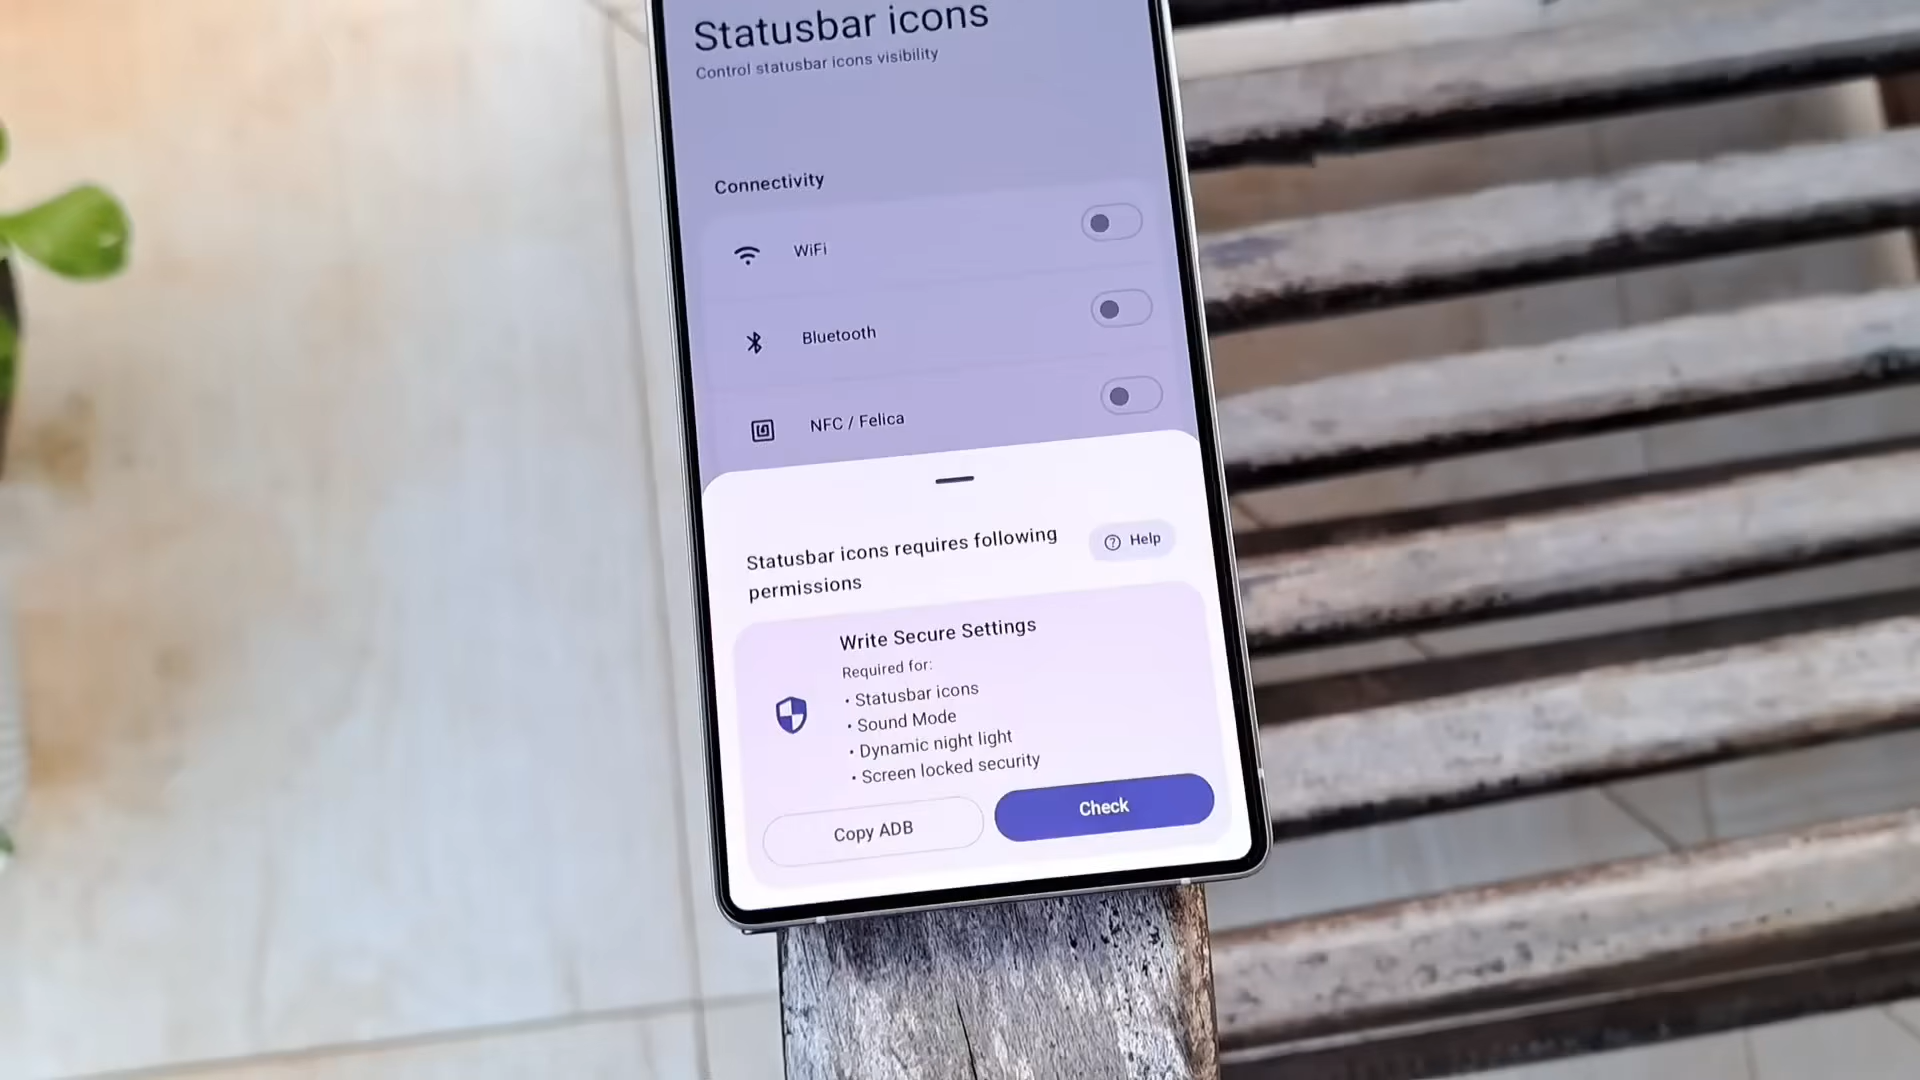 Statusbar icons
Control statusbar icons visibility
Connectivity
WiFi
Bluetooth
NFC / Felica
Statusbar icons requires following
permissions
Help
Write Secure Settings
Required for:
• Statusbar icons
• Sound Mode
• Dynamic night light
• Screen locked security
Copy ADB
Check